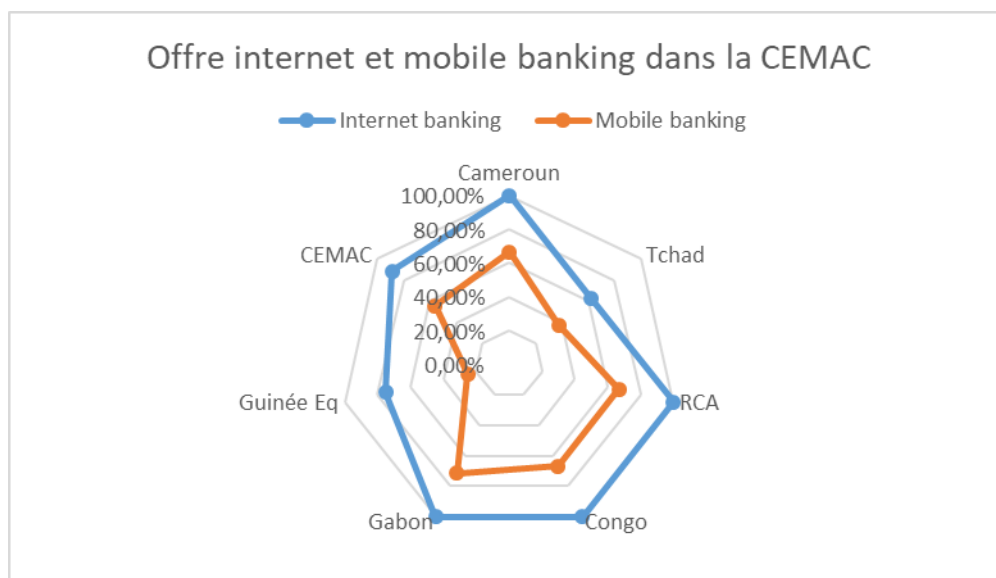 Offre internet et mobile banking dans la CEMAC
Internet banking
Mobile banking
Cameroun
100,00%
80,00%
CEMAC
Tchad
60,00%
40,00%
20,00%
0,00%
Guinée Eq
RCA
Gabon
Congo